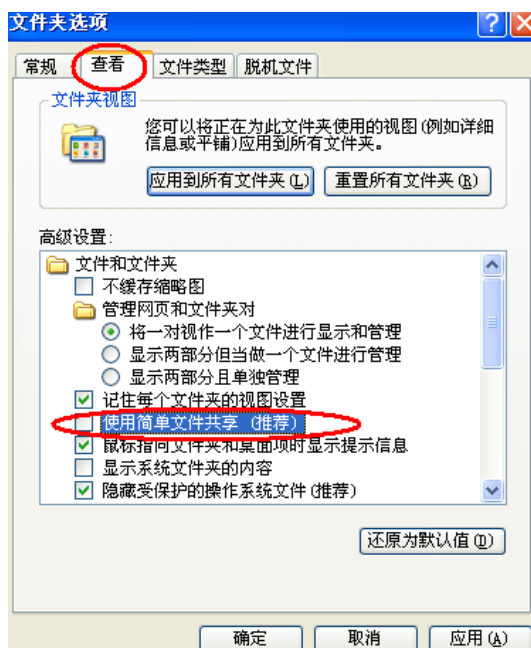 文件夹选项
常规
查看
文件类型
脱机文件
文件夹视图
您可以将正在为此文件夹使用的视图(例如详细
信息或平铺)应用到所有文件夹。
应用到所有文件夹(L)
重置所有文件夹(R)
高级设置:
文件和文件夹
不缓存缩略图
管理网页和文件夹对
将一对视作一个文件进行显示和管理
显示两部分但当做一个文件进行管理
显示两部分且单独管理
记住每个文件夹的视图设置
使用简单文件共享 (推荐)
鼠标指向文件夹和桌面项时显示提示信息
显示系统文件夹的内容
隐藏受保护的操作系统文件(推荐)
还原为默认值(D)
确定
取消
应用(A)